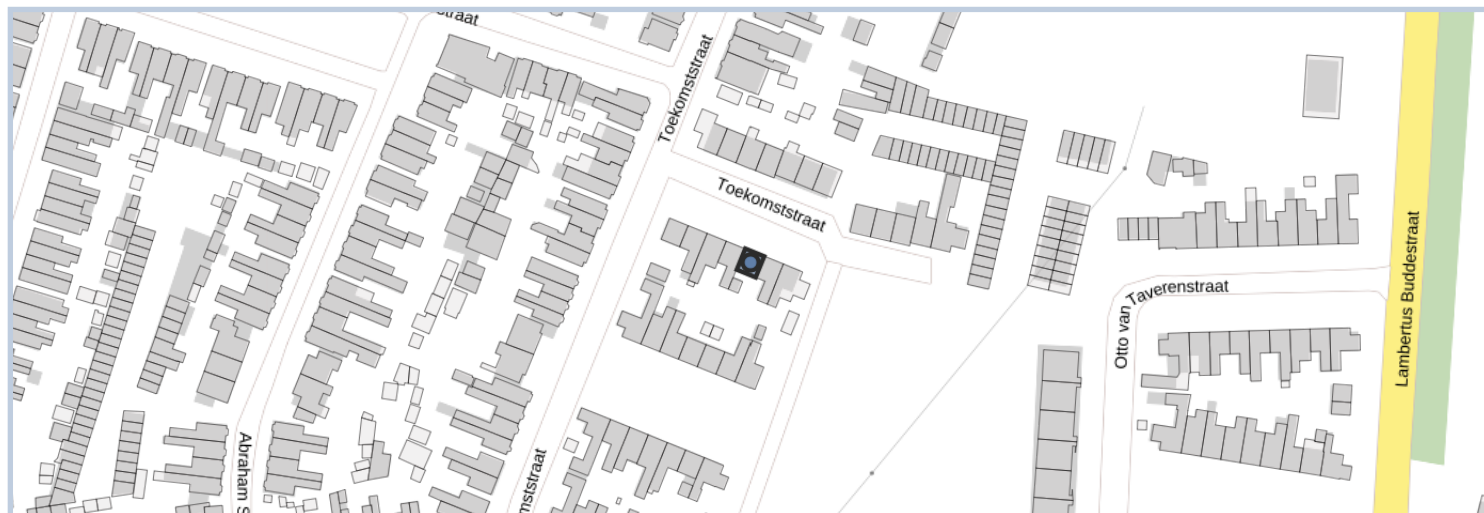 straat
Toekomststraat
Toekomststraat
Lambertus Buddestraat
Otto van
Taverenstraat
Abraham S
mststraat